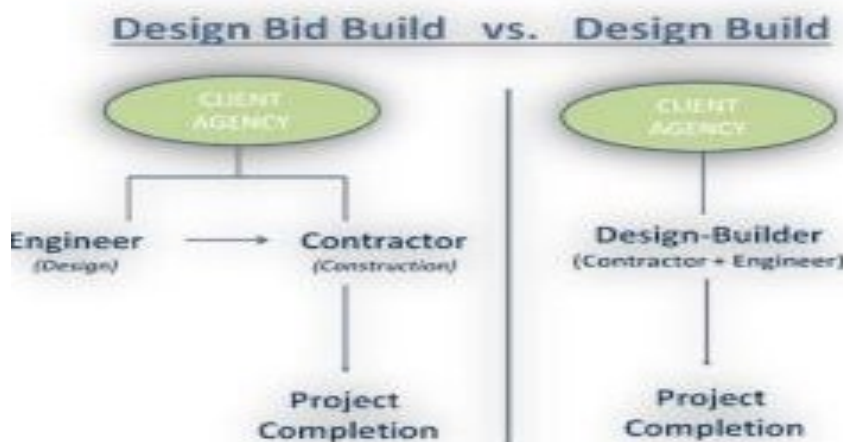 Design Bid Build vs. Design Build
CLIENT
AGENCY
Engineer
(Design)
Contractor
(Construction)
Project
Completion
CLIENT
AGENCY
Design-Builder
(Contractor + Engineer)
Project
Completion